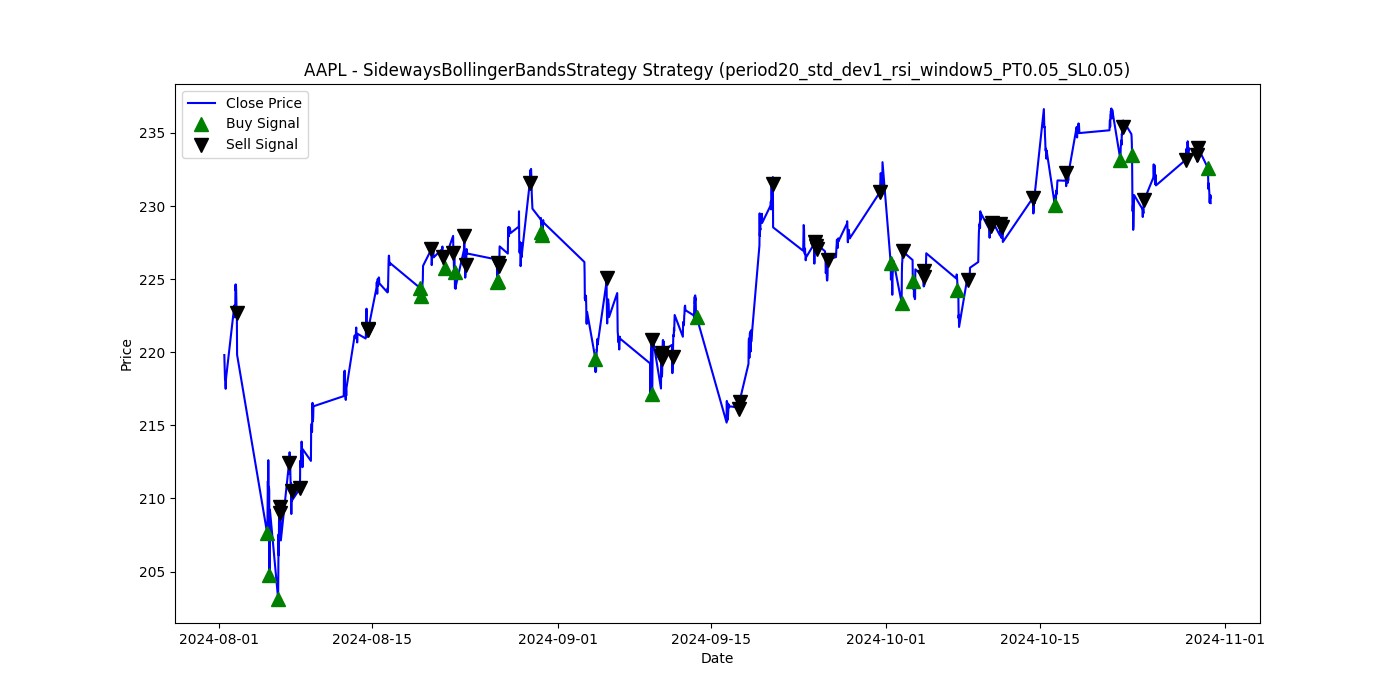 AAPL - SidewaysBollingerBandsStrategy Strategy (period20_std_dev1_rsi_window5_PT0.05_SL0.05)
Close Price
Buy Signal
Sell Signal
235
230
225
220
215
210
205
Price
2024-08-01 2024-08-15 2024-09-01 2024-09-15 2024-10-01 2024-10-15 2024-11-01
Date